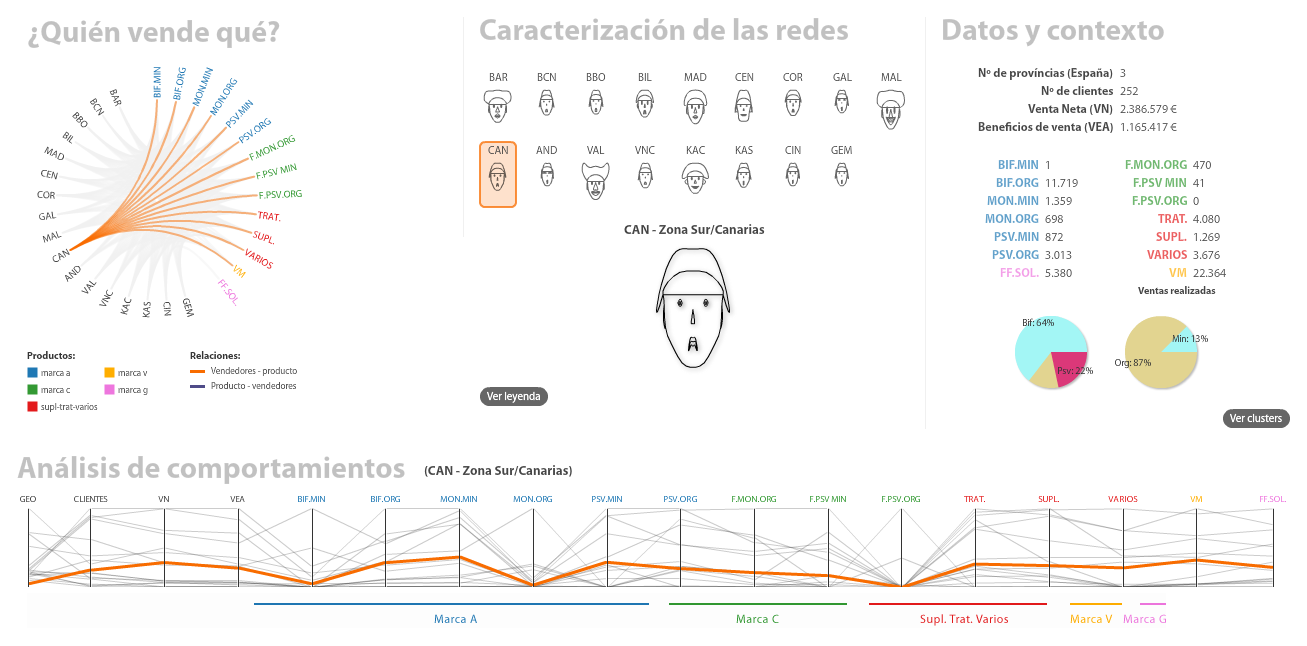 ¿Quién vende qué?
BIF.MIN
BIF.ORG
MON.MIN
MON.ORG
PSV.MIN
PSV.ORG
F.MON.ORG
F.PSV MIN
F.PSV.ORG
TRAT.
SUPL.
VARIOS
VM
FF.SOL.
GEM
CIN
KAS
KAC
VNC
VAL
AND
CAN
MAL
GAL
COR
CEN
MAD
BIL
BBO
BCN
BAR
Productos:
marca a
marca v
marca c
marca g
supl-trat-varios
Relaciones:
Vendedores - producto
Producto - vendedores
Caracterización de las redes
BAR BCN BBO BIL MAD CEN COR GAL MAL
CAN AND VAL VNC KAC KAS CIN GEM
CAN - Zona Sur/Canarias
Ver leyenda
Datos y contexto
Nº de províncias (España) 3
Nº de clientes 252
Venta Neta (VN) 2.386.579 €
Beneficios de venta (VEA) 1.165.417 €
BIF.MIN 1 F.MON.ORG 470
BIF.ORG 11.719 F.PSV MIN 41
MON.MIN 1.359 F.PSV.ORG 0
MON.ORG 698 TRAT. 4.080
PSV.MIN 872 SUPL. 1.269
PSV.ORG 3.013 VARIOS 3.676
FF.SOL. 5.380 VM 22.364
Ventas realizadas
Bif: 64%
Psv: 22%
Min: 13%
Org: 87%
Ver clusters
Análisis de comportamientos (CAN - Zona Sur/Canarias)
GEO CLIENTES VN VEA BIF.MIN BIF.ORG MON.MIN MON.ORG PSV.MIN PSV.ORG F.MON.ORG F.PSV MIN F.PSV.ORG TRAT. SUPL. VARIOS VM FF.SOL.
Marca A Marca C Supl. Trat. Varios Marca V Marca G